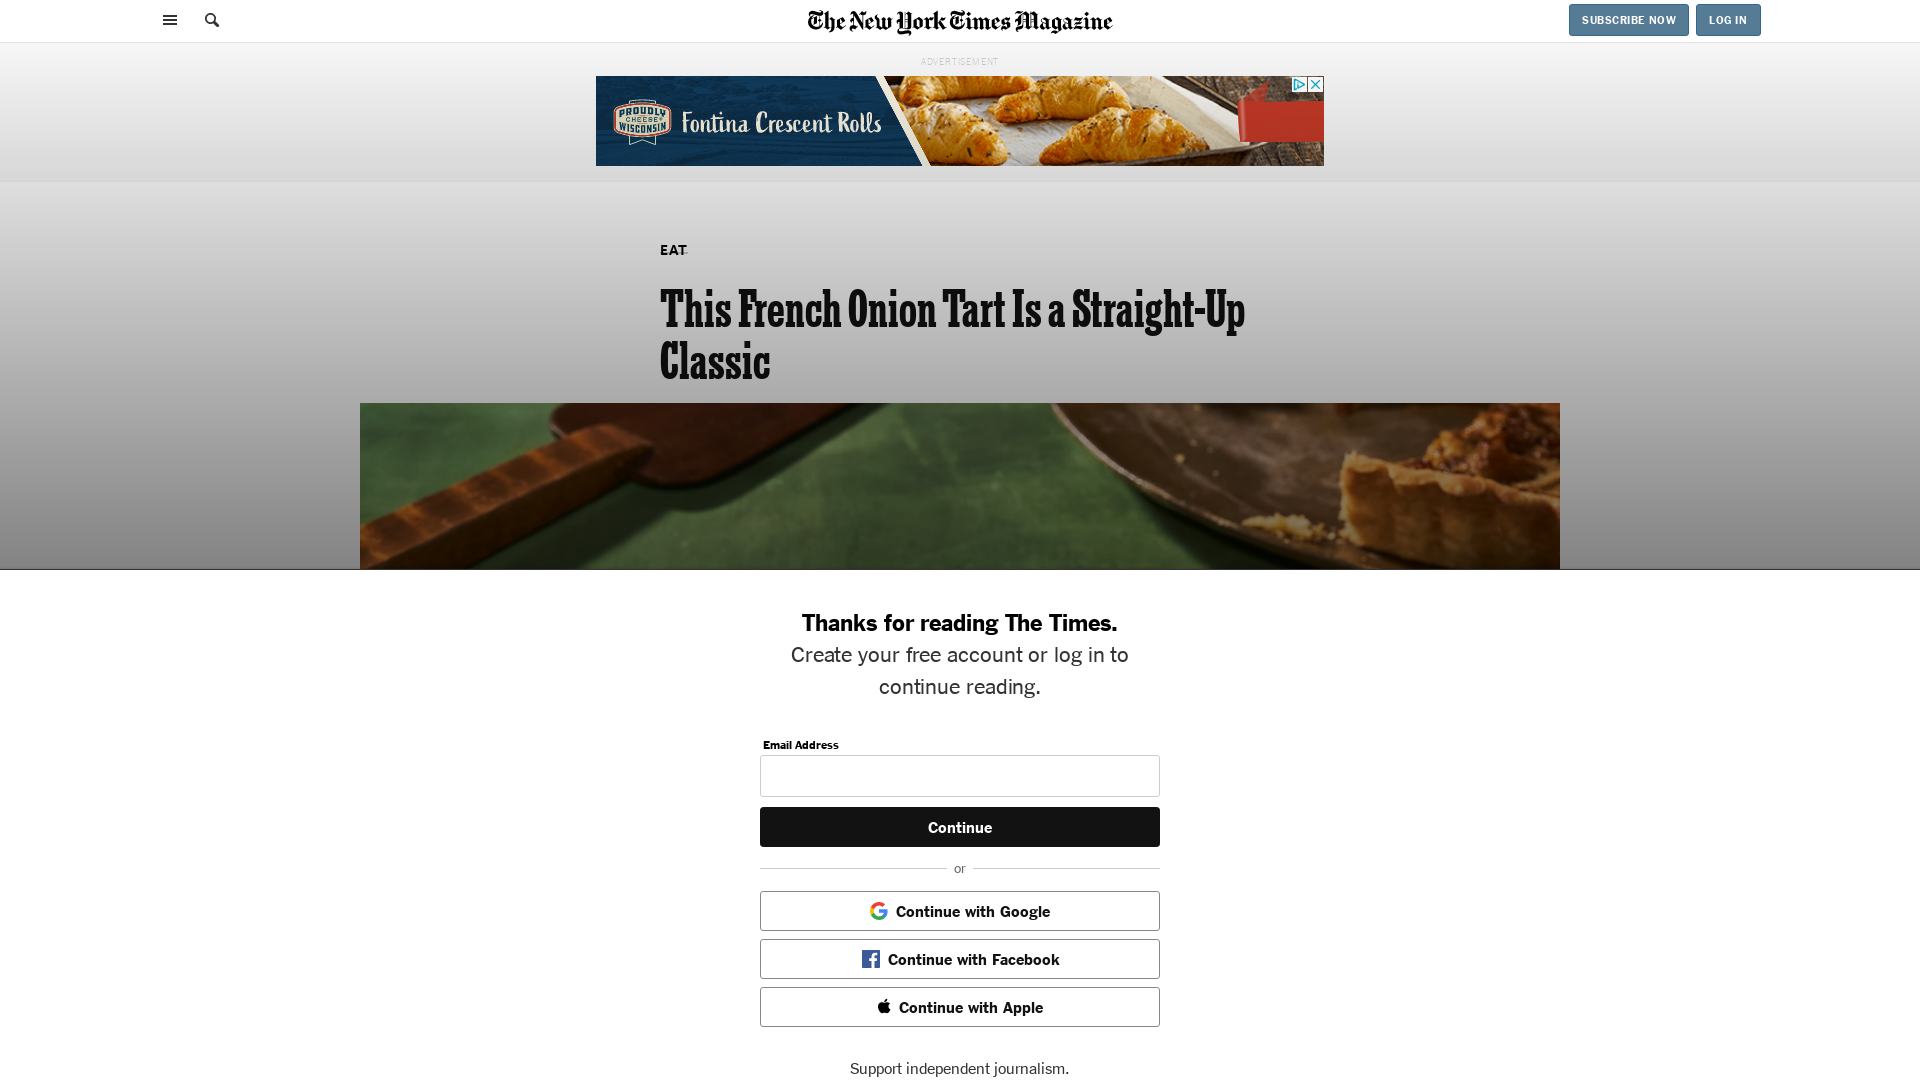 The New York Times Magazine
SUBSCRIBE NOW
LOG IN
ADVERTISEMENT
PROUDLY
CHEESE
WISCONSIN
Fontina Crescent Rolls
EAT
This French Onion Tart Is a Straight-Up
Classic
Thanks for reading The Times.
Create your free account or log in to
continue reading.
Email Address
Continue
or
Continue with Google
Continue with Facebook
Continue with Apple
Support independent journalism.